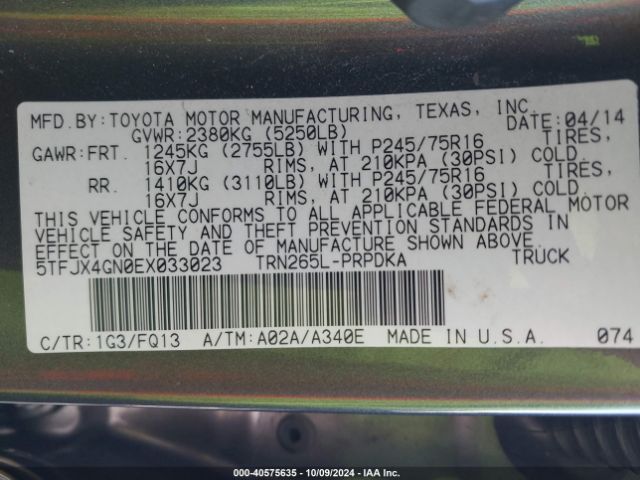 MFD.BY:TOYOTA MOTOR MANUFACTURING, TEXAS, INC.
GVWR:2380KG (5250LB) DATE:04/14
GAWR:FRT. 1245KG (2755LB) WITH P245/75R16 TIRES,
16X7J RIMS, AT 210KPA (30PSI) COLD.
RR. 1410KG (3110LB) WITH P245/75R16 TIRES,
16X7J RIMS, AT 210KPA (30PSI) COLD.
THIS VEHICLE CONFORMS TO ALL APPLICABLE FEDERAL MOTOR
VEHICLE SAFETY AND THEFT PREVENTION STANDARDS IN
EFFECT ON THE DATE OF MANUFACTURE SHOWN ABOVE.
5TFJX4GN0EX033023 TRN265L-PRPDKA TRUCK
C/TR:1G3/FQ13 A/TM:A02A/A340E MADE IN U.S.A. 074
000-40575635 - 10/09/2024 - IAA Inc.